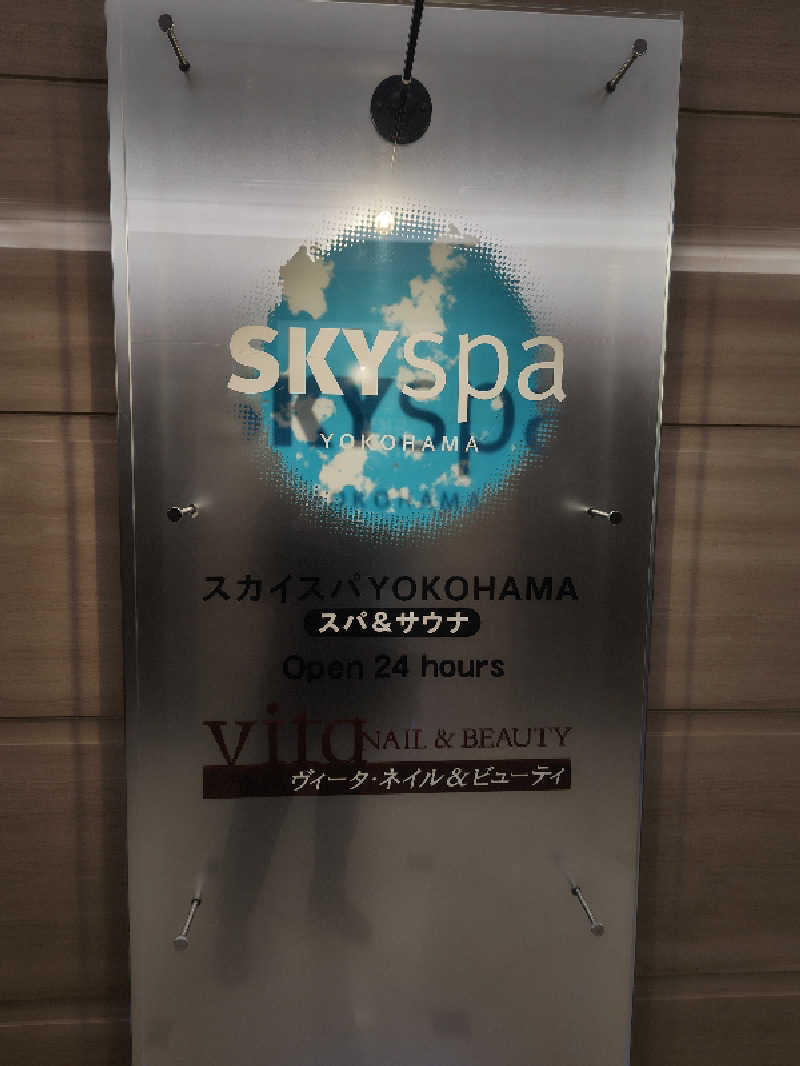 SKYspa
YOKOHAMA
スカイスパYOKOHAMA
スパ&サウナ
Open 24 hours
vita NAIL & BEAUTY
ヴィータ・ネイル&ビューティ